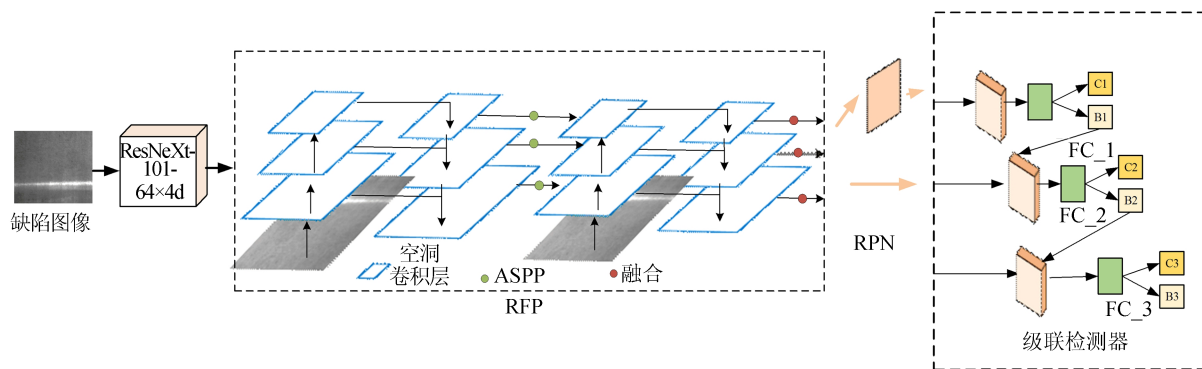 缺陷图像
ResNeXt-
101-
64×4d
空洞
卷积层
ASPP
融合
RFP
RPN
C1
B1
FC_1
C2
B2
FC_2
C3
B3
FC_3
级联检测器